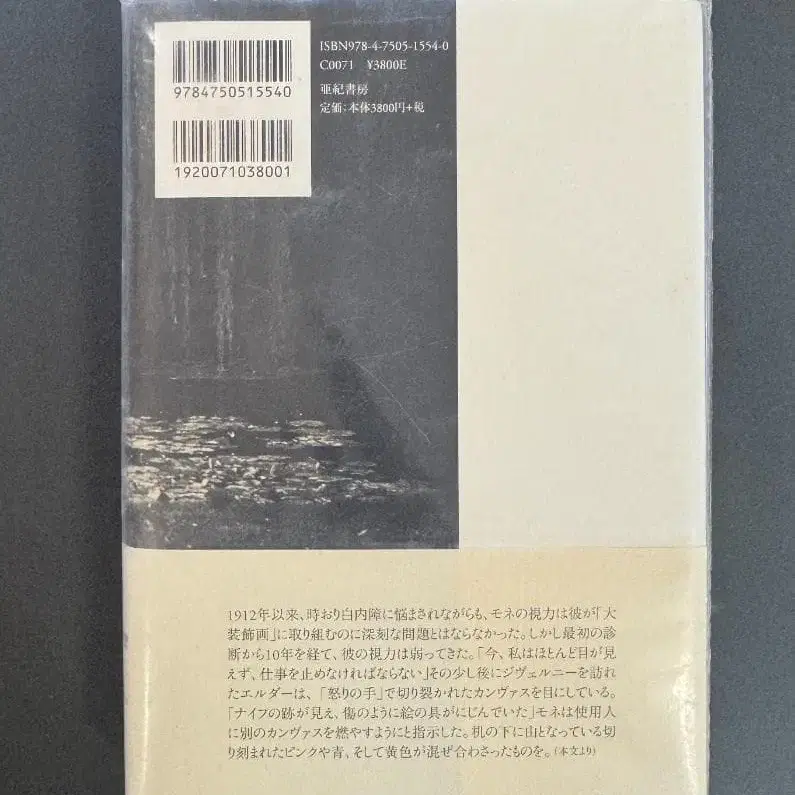 ISBN978-4-7505-1554-0
C0071 ¥3800E
亜紀書房
定価:本体3800円+税
9784750515540
1920071038001
1912年以来、時おり白内障に悩まされながらも、モネの視力は彼が「大
装飾画」に取り組むのに深刻な問題とはならなかった。しかし最初の診
断から10年を経て、彼の視力は弱ってきた。「今、私はほとんど目が見
えず、仕事を止めなければならない」その少し後にジヴェルニーを訪れ
たエルダーは、「怒りの手」で切り裂かれたカンヴァスを目にしている。
「ナイフの跡が見え、傷のように絵の具がにじんでいた」モネは使用人
に別のカンヴァスを燃やすようにと指示した。机の下に山となっている切
り刻まれたピンクや青、そして黄色が混ぜ合わさったものを。(本文より)